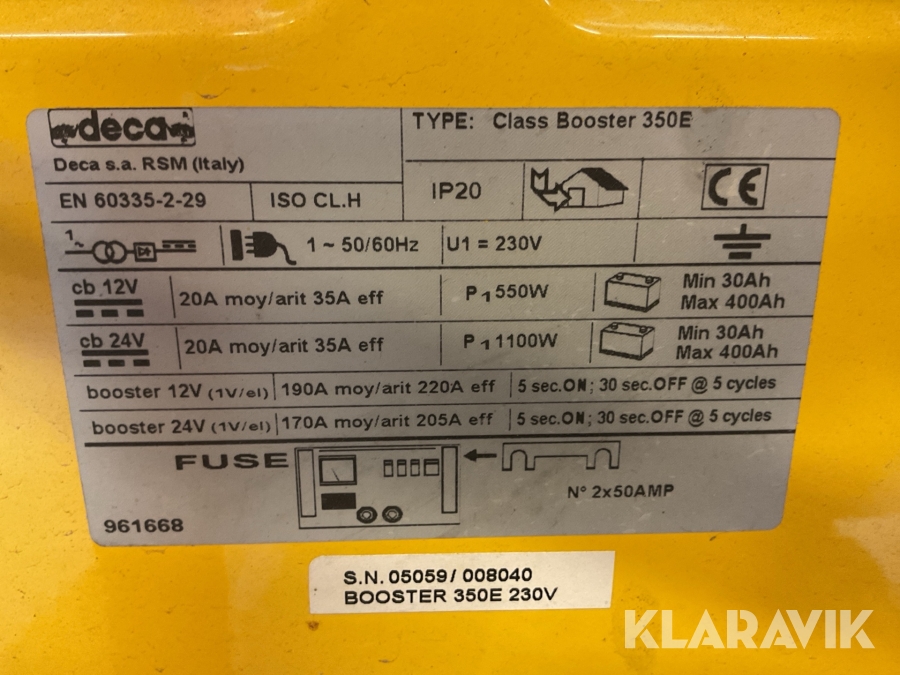 deca
Deca s.a. RSM (Italy)
TYPE: Class Booster 350E
EN 60335-2-29
ISO CL.H
IP20
CE
1~
1 ~ 50/60Hz
U1 = 230V
cb 12V
20A moy/arit 35A eff
P1 550W
Min 30Ah
Max 400Ah
cb 24V
20A moy/arit 35A eff
P1 1100W
Min 30Ah
Max 400Ah
booster 12V (1V/el) 190A moy/arit 220A eff 5 sec.ON; 30 sec.OFF @ 5 cycles
booster 24V (1V/el) 170A moy/arit 205A eff 5 sec.ON; 30 sec.OFF @ 5 cycles
FUSE
N° 2x50AMP
961668
S.N. 05059/ 008040
BOOSTER 350E 230V
KLARAVIK